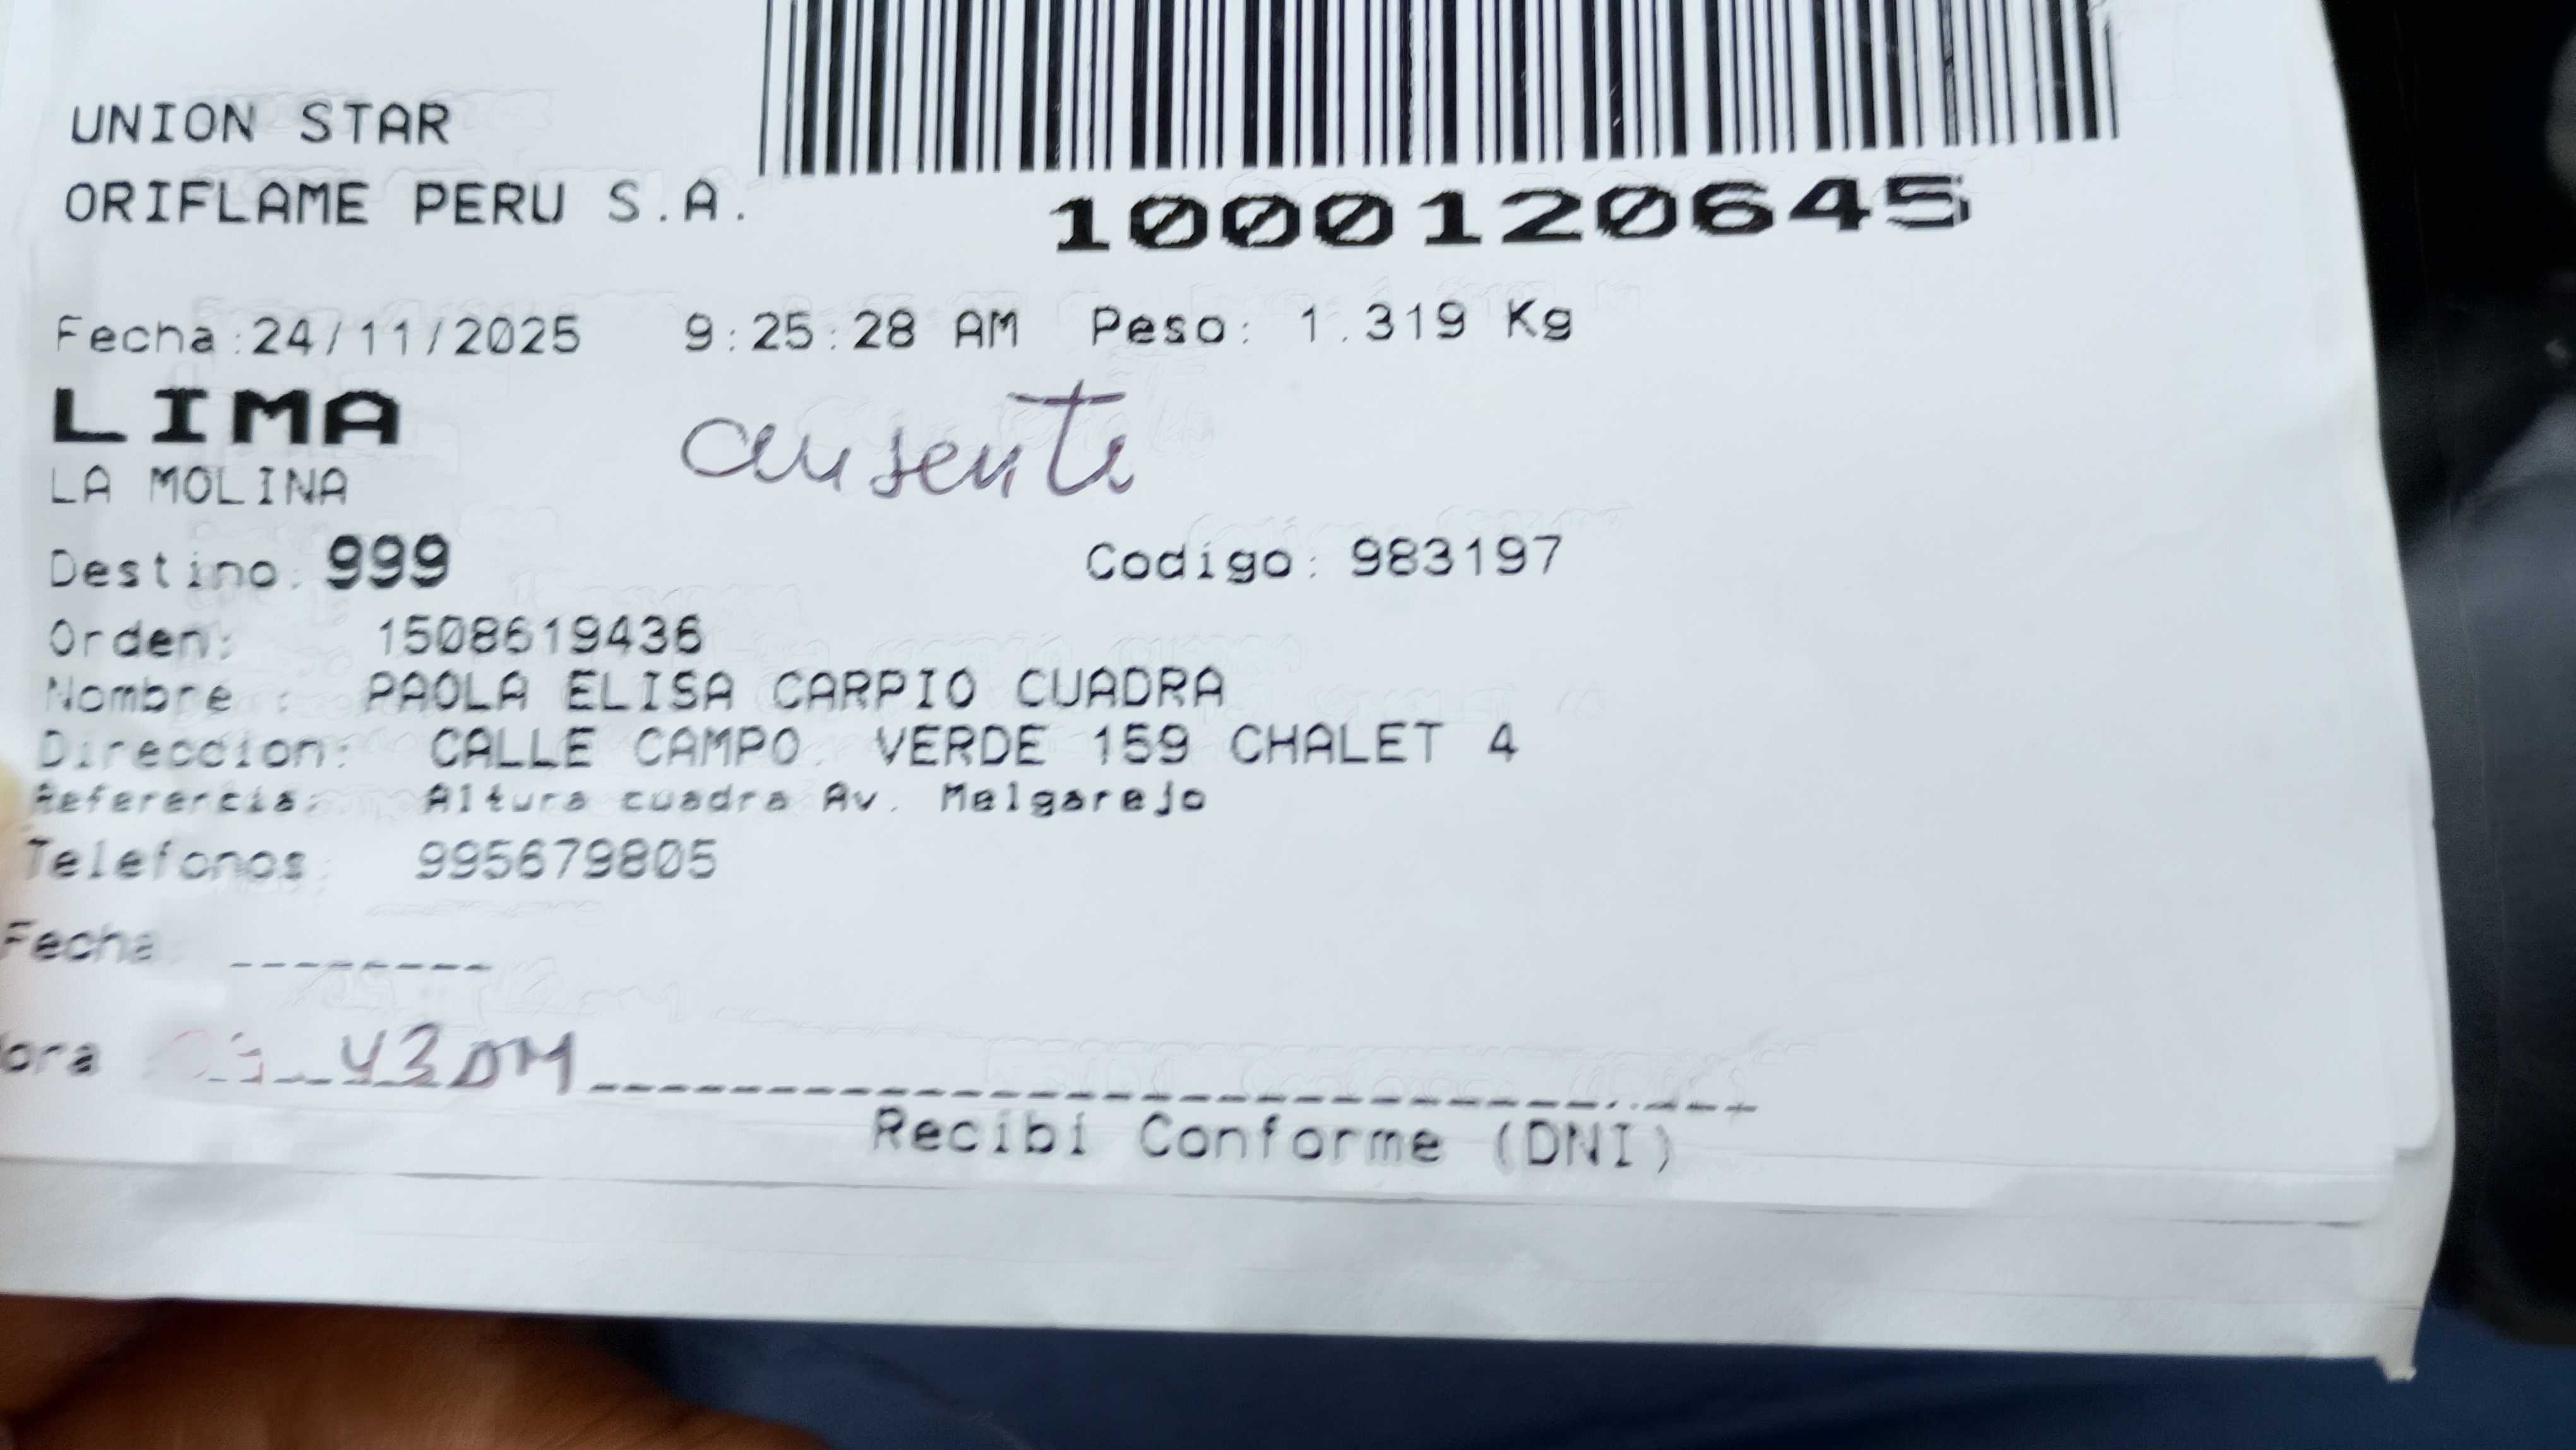 UNION STAR
ORIFLAME PERU S.A.
1000120645
Fecha:24/11/2025 9:25:28 AM Peso: 1.319 Kg
LIMA
ausente
LA MOLINA
Destino: 999 Codigo: 983197
Orden: 1508619436
Nombre : PAOLA ELISA CARPIO CUADRA
Direccion: CALLE CAMPO VERDE 159 CHALET 4
Referencia: Altura cuadra Av. Melgarejo
Telefonos: 995679805
Fecha:
ora 43
Recibi Conforme (DNI)